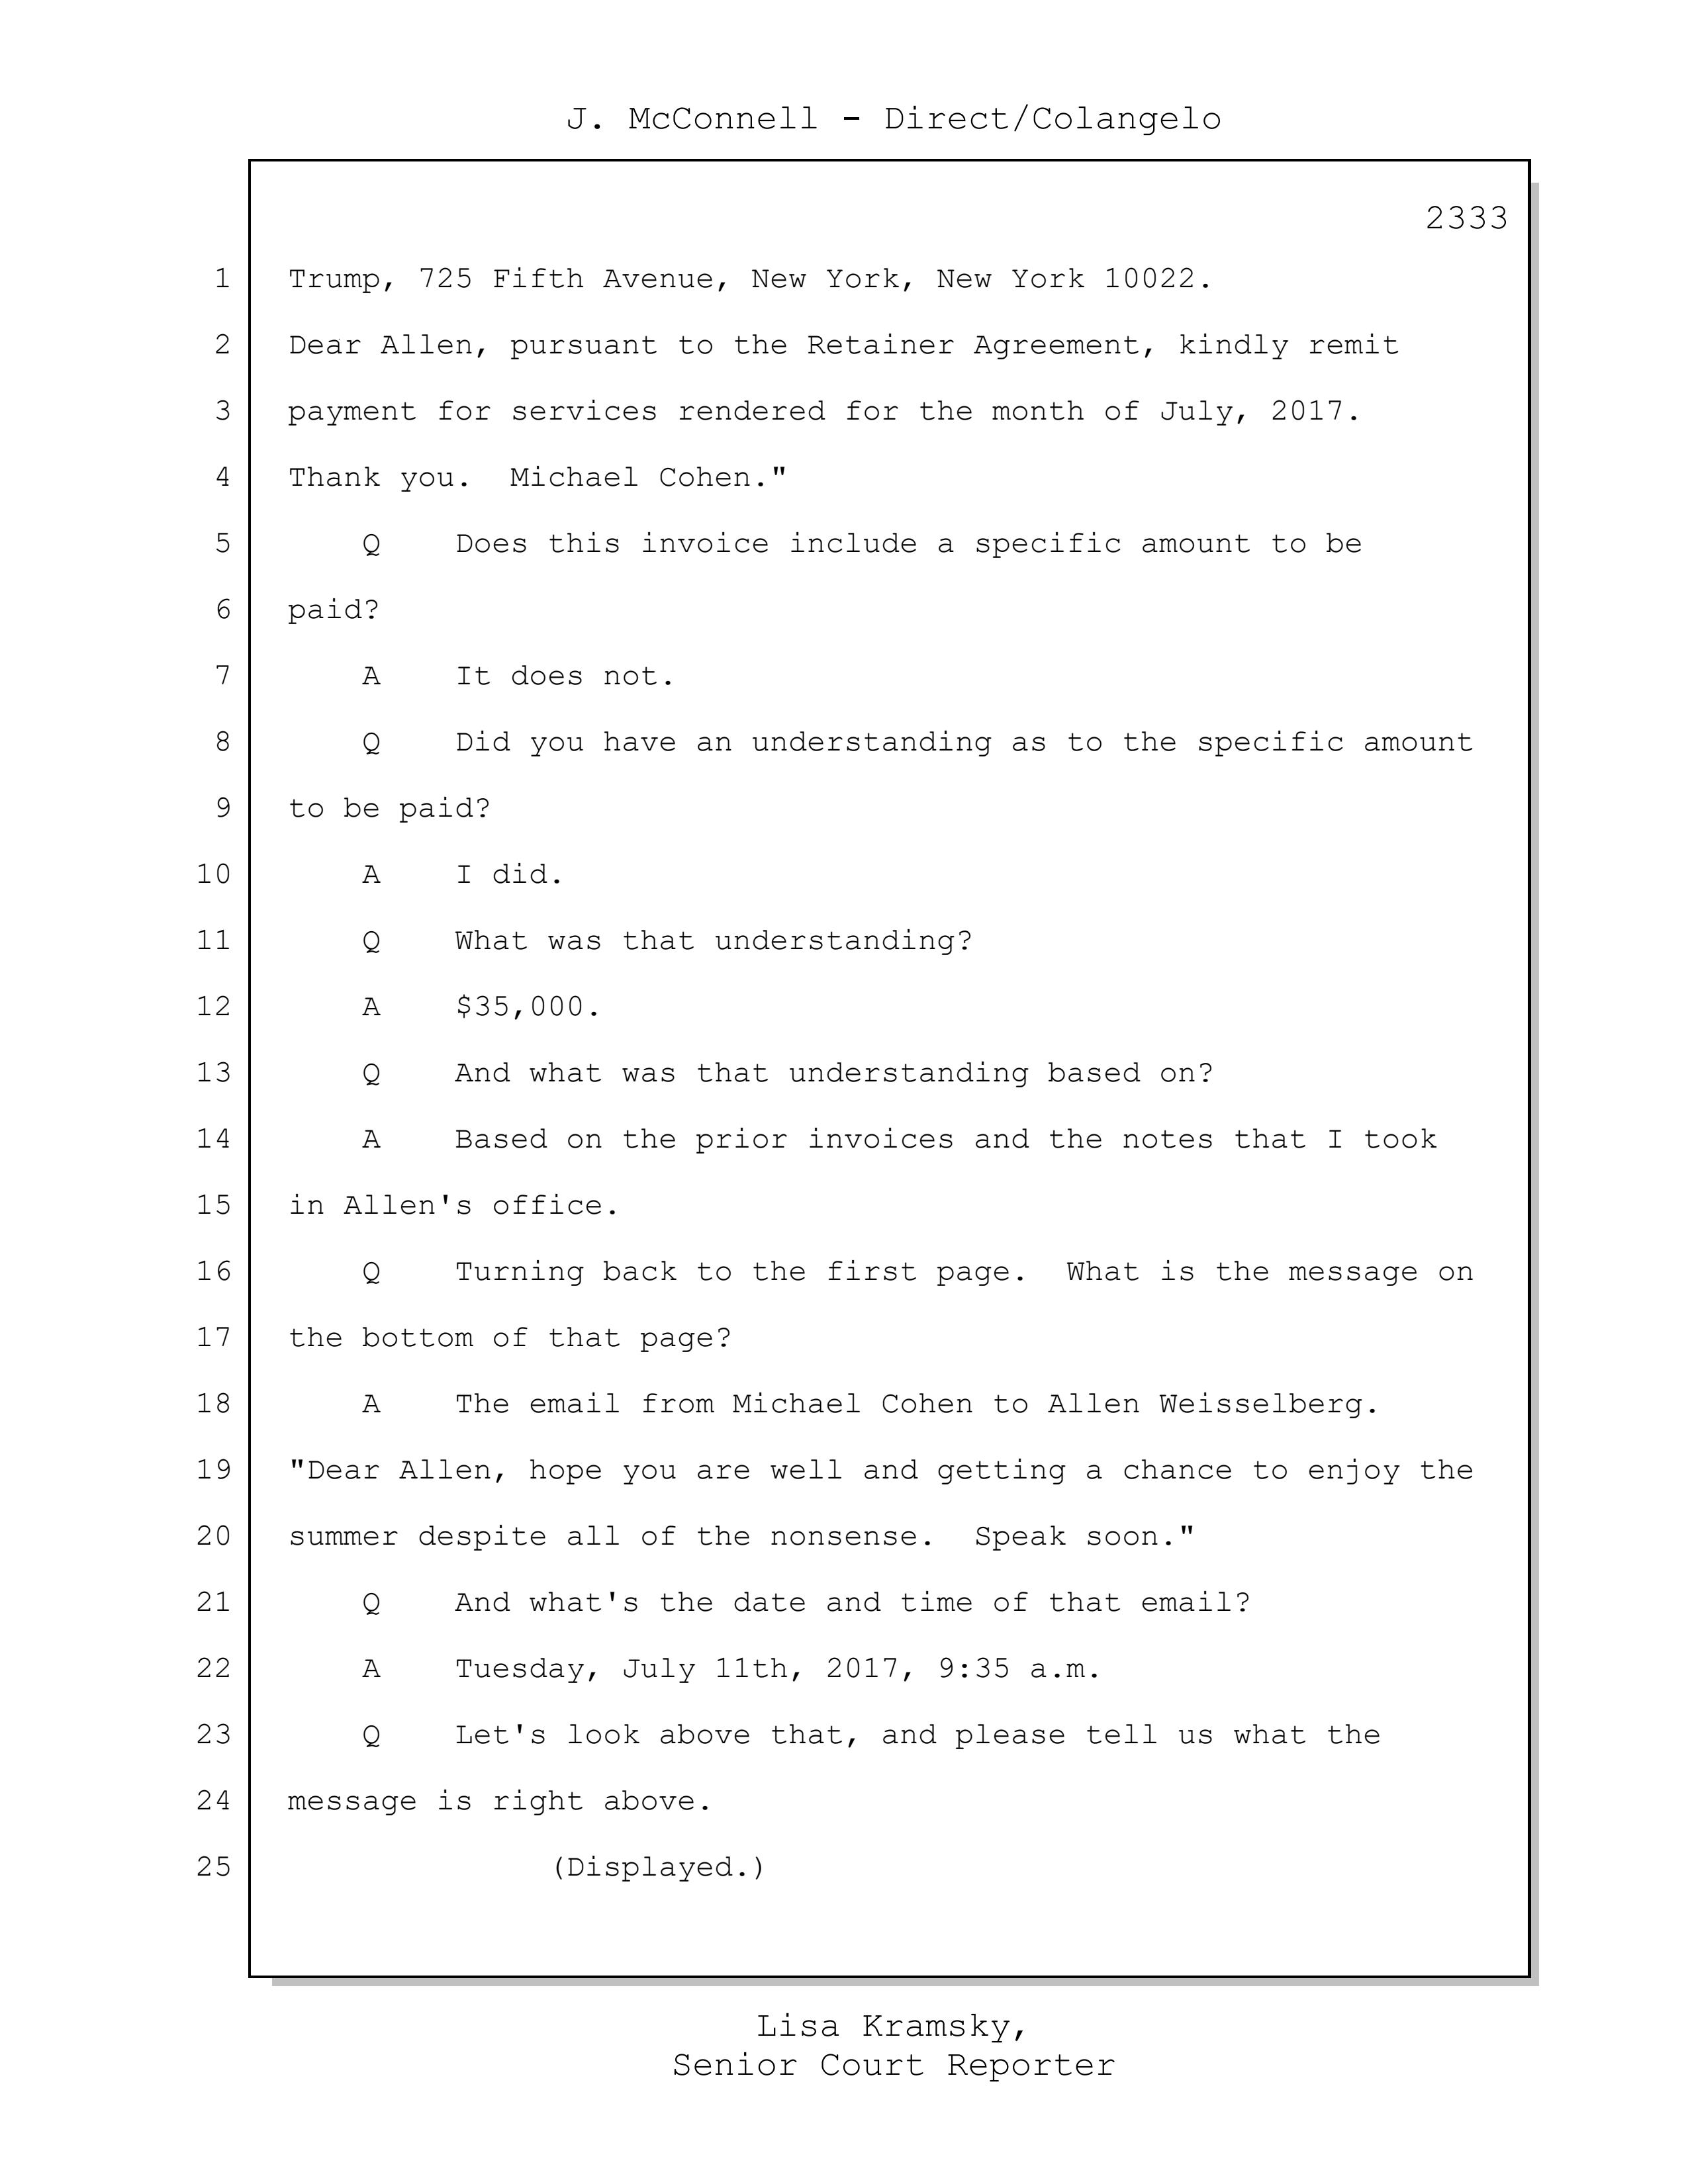 J. McConnell - Direct/Colangelo
2333
1 Trump, 725 Fifth Avenue, New York, New York 10022.
2 Dear Allen, pursuant to the Retainer Agreement, kindly remit
3 payment for services rendered for the month of July, 2017.
4 Thank you.  Michael Cohen."
5 Q    Does this invoice include a specific amount to be
6 paid?
7 A    It does not.
8 Q    Did you have an understanding as to the specific amount
9 to be paid?
10 A    I did.
11 Q    What was that understanding?
12 A    $35,000.
13 Q    And what was that understanding based on?
14 A    Based on the prior invoices and the notes that I took
15 in Allen's office.
16 Q    Turning back to the first page.  What is the message on
17 the bottom of that page?
18 A    The email from Michael Cohen to Allen Weisselberg.
19 "Dear Allen, hope you are well and getting a chance to enjoy the
20 summer despite all of the nonsense.  Speak soon."
21 Q    And what's the date and time of that email?
22 A    Tuesday, July 11th, 2017, 9:35 a.m.
23 Q    Let's look above that, and please tell us what the
24 message is right above.
25 (Displayed.)
Lisa Kramsky,
Senior Court Reporter